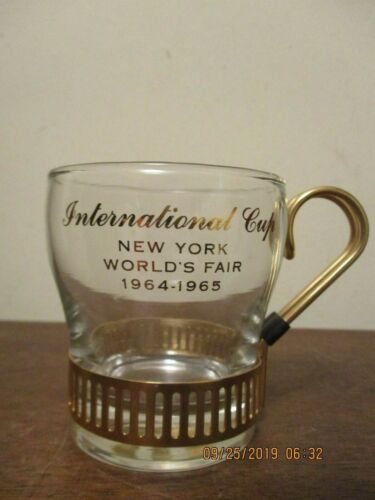 International Cup
NEW YORK
WORLD'S FAIR
1964-1965
09/25/2019 06:32